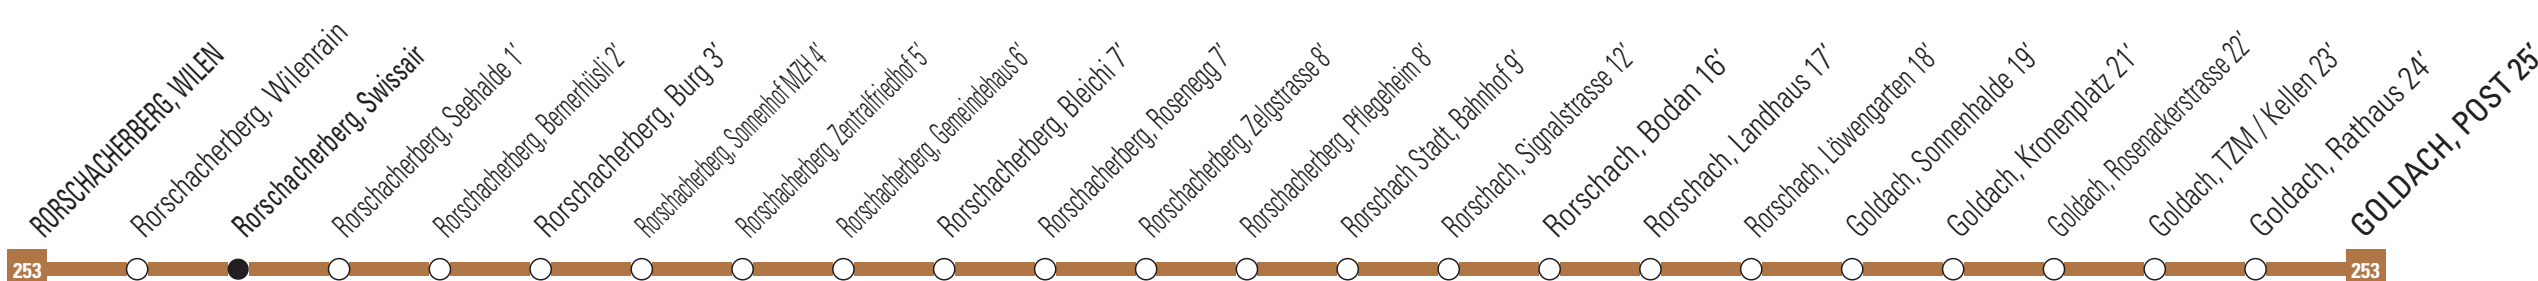 RORSCHACHERBERG, WILEN
Rorschacherberg, Wilenrain
Rorschacherberg, Swissair
Rorschacherberg, Seehalde 1′
Rorschacherberg, Bernerhüsli 2′
Rorschacherberg, Burg 3′
Rorschacherberg, Sonnenhof MZH 4′
Rorschacherberg, Zentralfriedhof 5′
Rorschacherberg, Gemeindehaus 6′
Rorschacherberg, Bleichi 7′
Rorschacherberg, Rosenegg 7′
Rorschacherberg, Zelgstrasse 8′
Rorschacherberg, Pflegeheim 8′
Rorschach Stadt, Bahnhof 9′
Rorschach, Signalstrasse 12′
Rorschach, Bodan 16′
Rorschach, Landhaus 17′
Rorschach, Löwengarten 18′
Goldach, Sonnenhalde 19′
Goldach, Kronenplatz 21′
Goldach, Rosenackerstrasse 22′
Goldach, TZM / Kellen 23′
Goldach, Rathaus 24′
GOLDACH, POST 25′
253
253